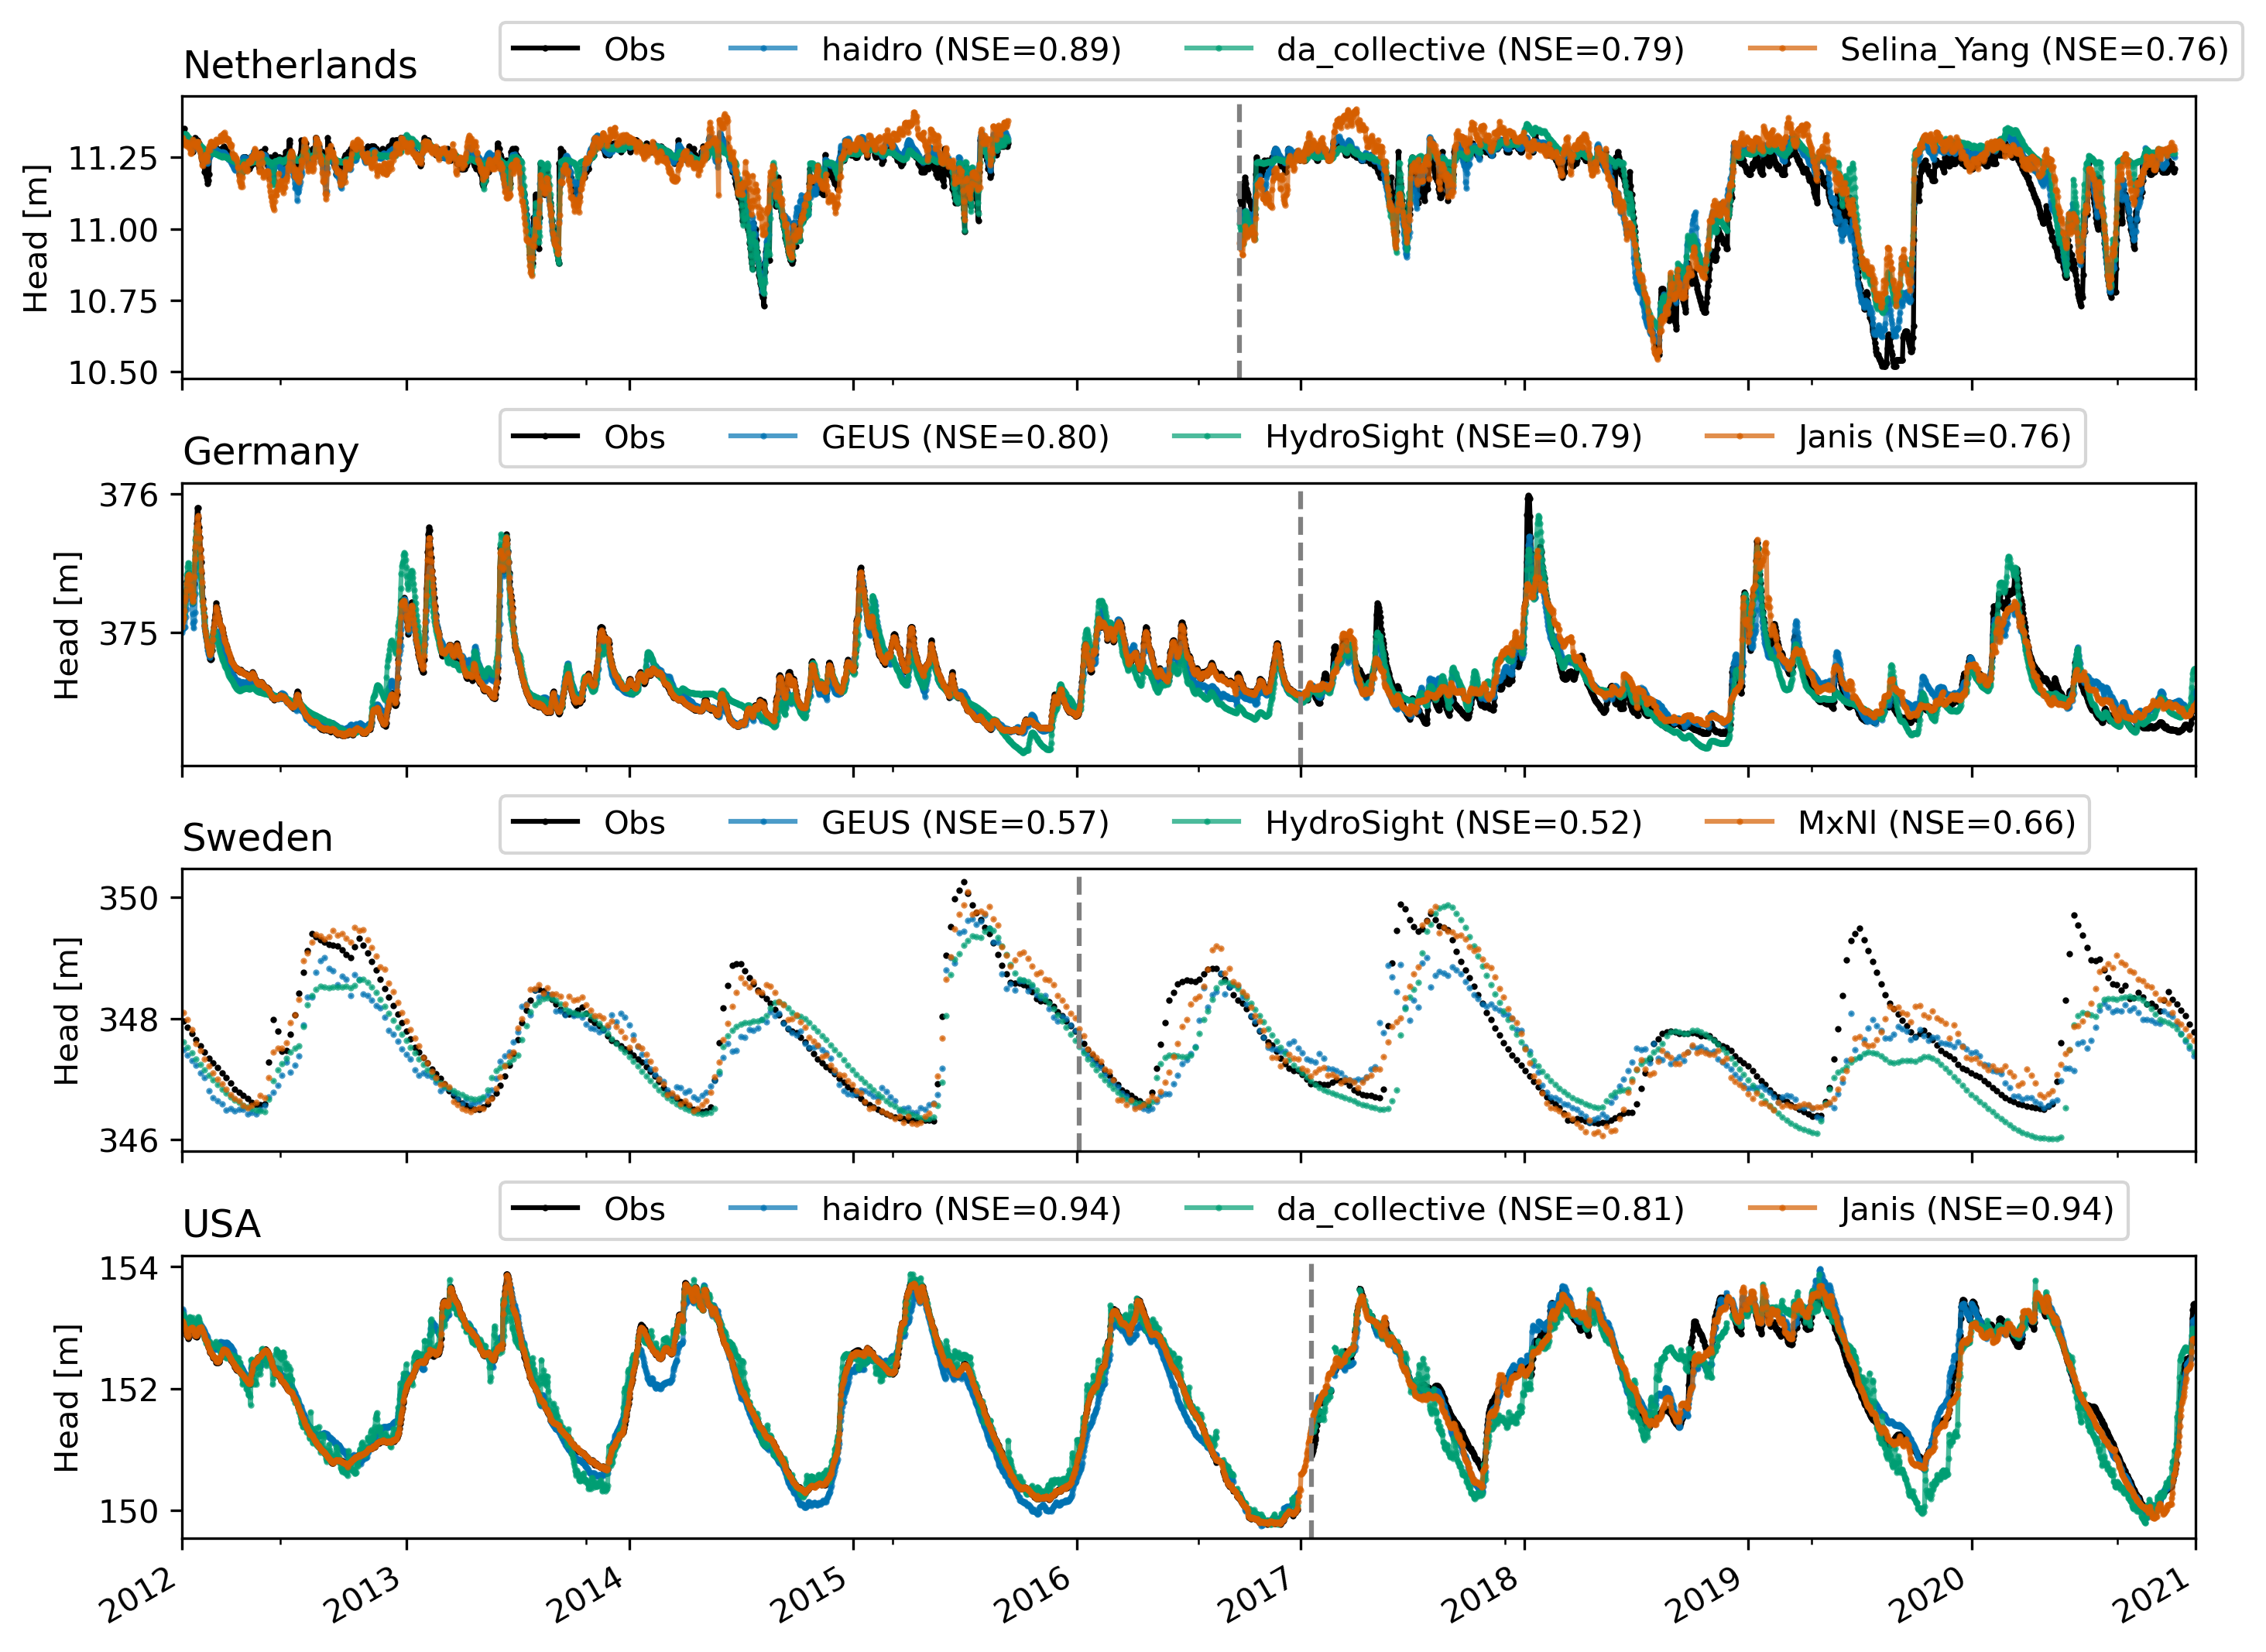 Netherlands
Obs haidro (NSE=0.89) da_collective (NSE=0.79) Selina_Yang (NSE=0.76)
Head [m]
11.25
11.00
10.75
10.50
Germany
Obs GEUS (NSE=0.80) HydroSight (NSE=0.79) Janis (NSE=0.76)
Head [m]
376
375
Sweden
Obs GEUS (NSE=0.57) HydroSight (NSE=0.52) MxNl (NSE=0.66)
Head [m]
350
348
346
USA
Obs haidro (NSE=0.94) da_collective (NSE=0.81) Janis (NSE=0.94)
Head [m]
154
152
150
2012 2013 2014 2015 2016 2017 2018 2019 2020 2021